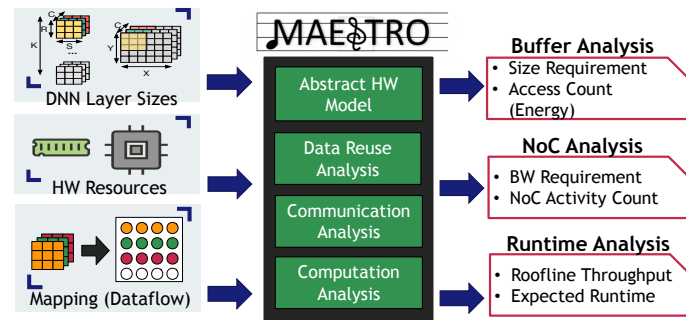 C
R
K
S
...
C
Y
X
DNN Layer Sizes
HW Resources
Mapping (Dataflow)
MAESTRO
Abstract HW
Model
Data Reuse
Analysis
Communication
Analysis
Computation
Analysis
Buffer Analysis
• Size Requirement
• Access Count
(Energy)
NoC Analysis
• BW Requirement
• NoC Activity Count
Runtime Analysis
• Roofline Throughput
• Expected Runtime